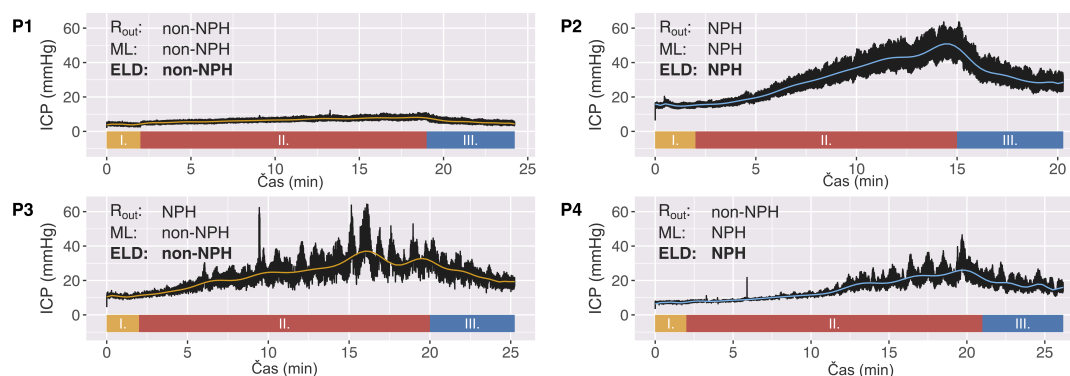 P1
R_out: non-NPH
ML: non-NPH
ELD: non-NPH
ICP (mmHg)
60
40
20
0
I. II. III.
0 5 10 15 20 25
Čas (min)
P2
R_out: NPH
ML: NPH
ELD: NPH
ICP (mmHg)
60
40
20
0
I. II. III.
0 5 10 15 20
Čas (min)
P3
R_out: NPH
ML: non-NPH
ELD: non-NPH
ICP (mmHg)
60
40
20
0
I. II. III.
0 5 10 15 20 25
Čas (min)
P4
R_out: non-NPH
ML: NPH
ELD: NPH
ICP (mmHg)
60
40
20
0
I. II. III.
0 5 10 15 20 25
Čas (min)